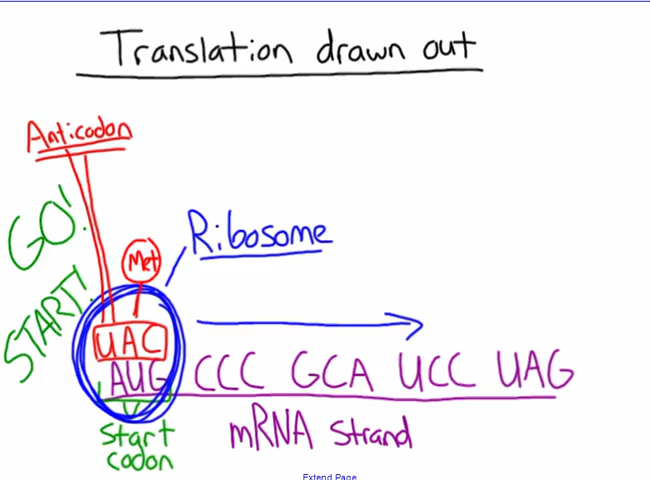 Translation drawn out
Anticodon
GO!
START!
Ribosome
Met
UAC
AUG CCC GCA UCC UAG
start
codon
mRNA strand
Extend Page